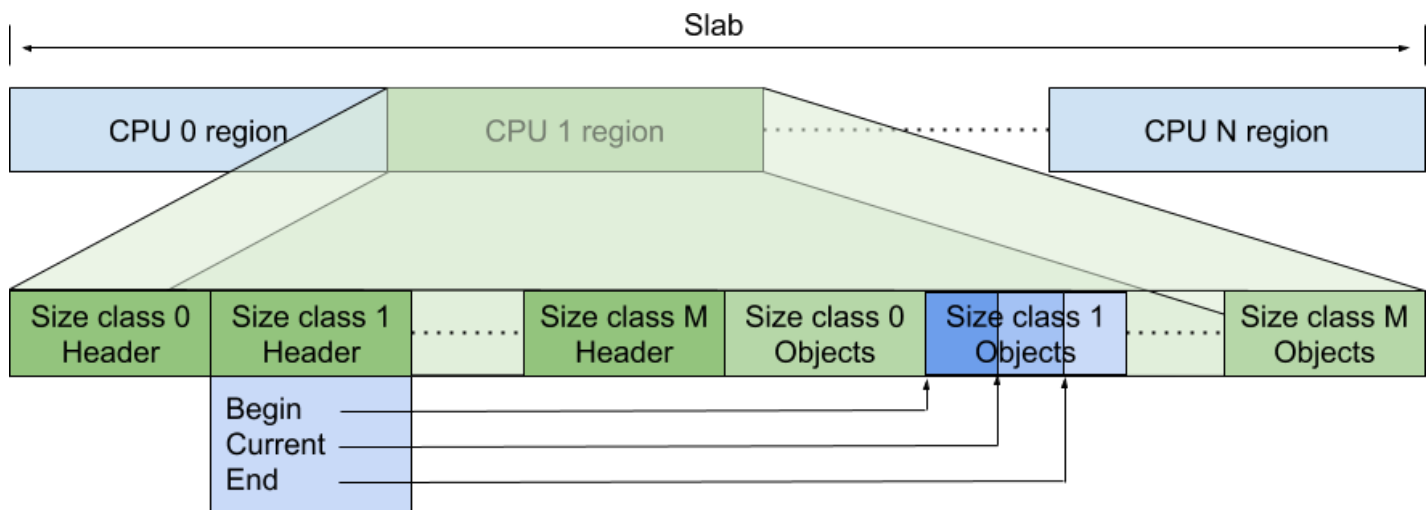 Slab
CPU 0 region
CPU 1 region
CPU N region
Size class 0
Header
Size class 1
Header
Size class M
Header
Size class 0
Objects
Size class 1
Objects
Size class M
Objects
Begin
Current
End